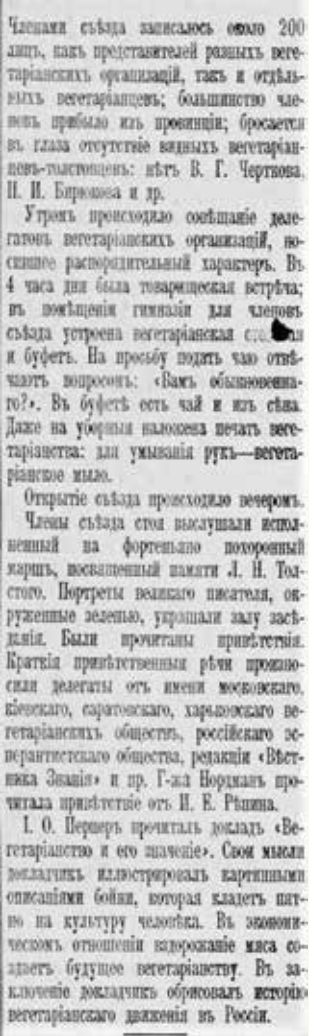 Членами съѣзда записалось около 200
лицъ, какъ представителей разныхъ веге-
таріанскихъ организацій, такъ и отдѣль-
ныхъ вегетаріанцевъ; большинство чле-
новъ прибыло изъ провинціи; бросается
въ глаза отсутствіе видныхъ вегетаріан-
цевъ-толстовцевъ: нѣтъ В. Г. Черткова,
П. И. Бирюкова и др.
Утромъ происходило совѣщаніе деле-
гатовъ вегетаріанскихъ организацій, но-
сившее распорядительный характеръ. Въ
4 часа дня была товарищеская встрѣча;
въ помѣщеніи гимназіи для членовъ
съѣзда устроена вегетаріанская
и буфетъ. На просьбу подать чаю отвѣ-
чаютъ вопросомъ: «Вамъ обыкновенна-
го?». Въ буфетѣ есть чай и изъ сѣна.
Даже на уборныя наложена печать веге-
таріанства: для умыванія рукъ—вегета-
ріанское мыло.
Открытіе съѣзда происходило вечеромъ.
Члены съѣзда стоя выслушали испол-
ненный на фортепьяно похоронный
маршъ, посвященный памяти Л. Н. Тол-
стого. Портреты великаго писателя, ок-
руженные зеленью, украшали залу засѣ-
данія. Были прочитаны привѣтствія.
Краткія привѣтственныя рѣчи произно-
сили делегаты отъ имени московскаго,
кіевскаго, саратовскаго, харьковскаго ве-
гетаріанскихъ обществъ, россійскаго эс-
перантистскаго общества, редакціи «Вѣст-
ника Знанія» и пр. Г-жа Нордманъ про-
читала привѣтствіе отъ И. Е. Рѣпина.
І. О. Перперъ прочиталъ докладъ «Ве-
гетаріанство и его значеніе». Свои мысли
докладчикъ иллюстрировалъ картинными
описаніями бойни, которая кладетъ пят-
но на культуру человѣка. Въ экономи-
ческомъ отношеніи вздорожаніе мяса со-
здаетъ будущее вегетаріанству. Въ за-
ключеніе докладчикъ обрисовалъ исторію
вегетаріанскаго движенія въ Россіи.